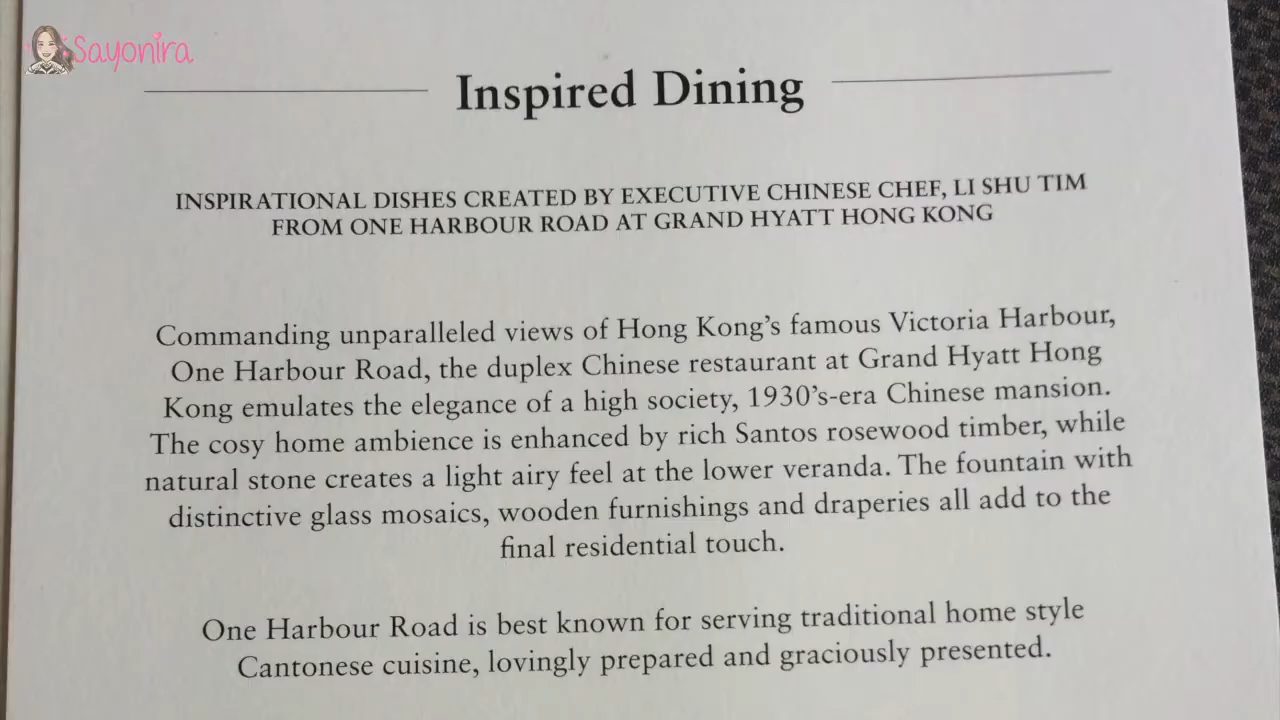 Sayonira
Inspired Dining
INSPIRATIONAL DISHES CREATED BY EXECUTIVE CHINESE CHEF, LI SHU TIM
FROM ONE HARBOUR ROAD AT GRAND HYATT HONG KONG
Commanding unparalleled views of Hong Kong's famous Victoria Harbour,
One Harbour Road, the duplex Chinese restaurant at Grand Hyatt Hong
Kong emulates the elegance of a high society, 1930's-era Chinese mansion.
The cosy home ambience is enhanced by rich Santos rosewood timber, while
natural stone creates a light airy feel at the lower veranda. The fountain with
distinctive glass mosaics, wooden furnishings and draperies all add to the
final residential touch.
One Harbour Road is best known for serving traditional home style
Cantonese cuisine, lovingly prepared and graciously presented.